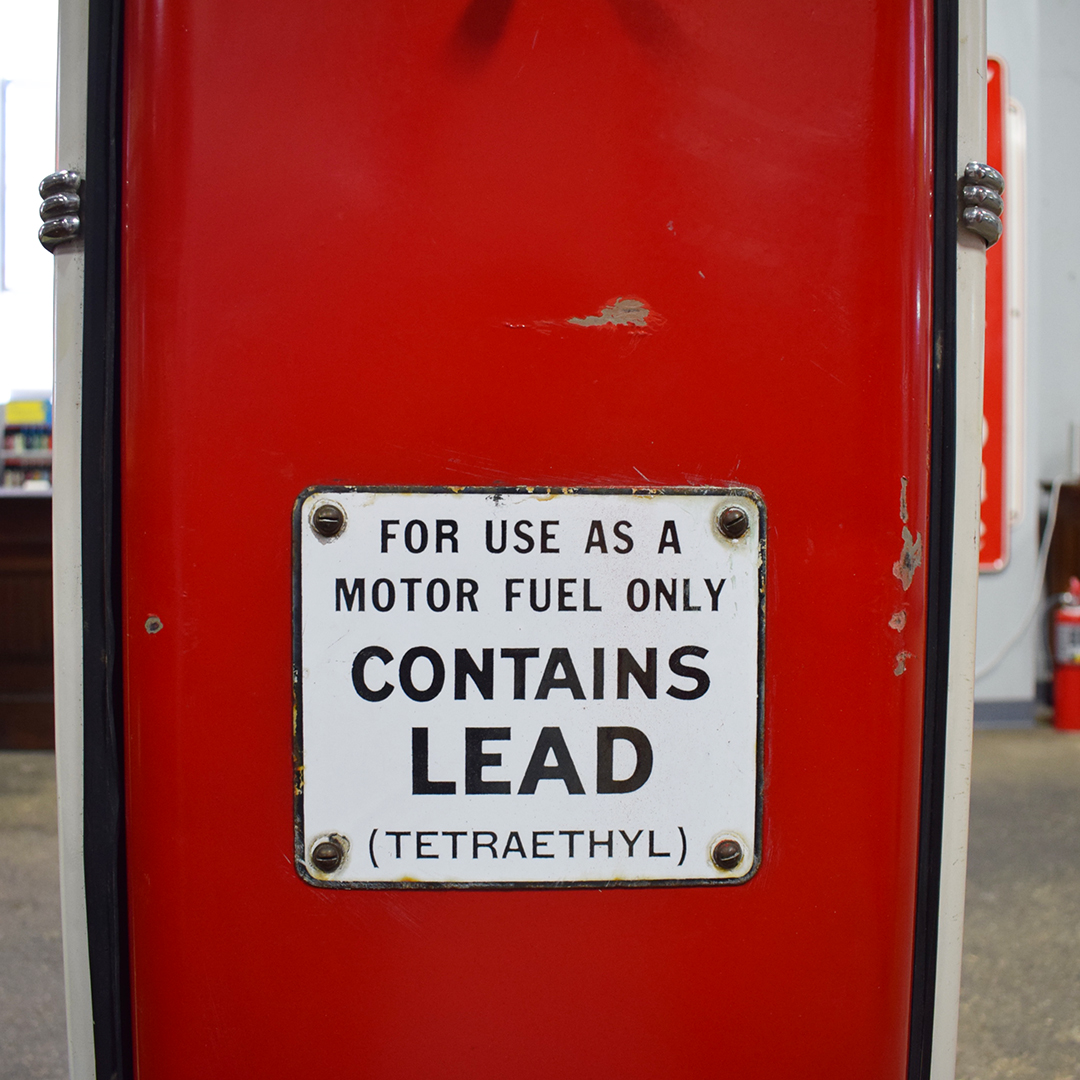 FOR USE AS A
MOTOR FUEL ONLY
CONTAINS
LEAD
(TETRAETHYL)